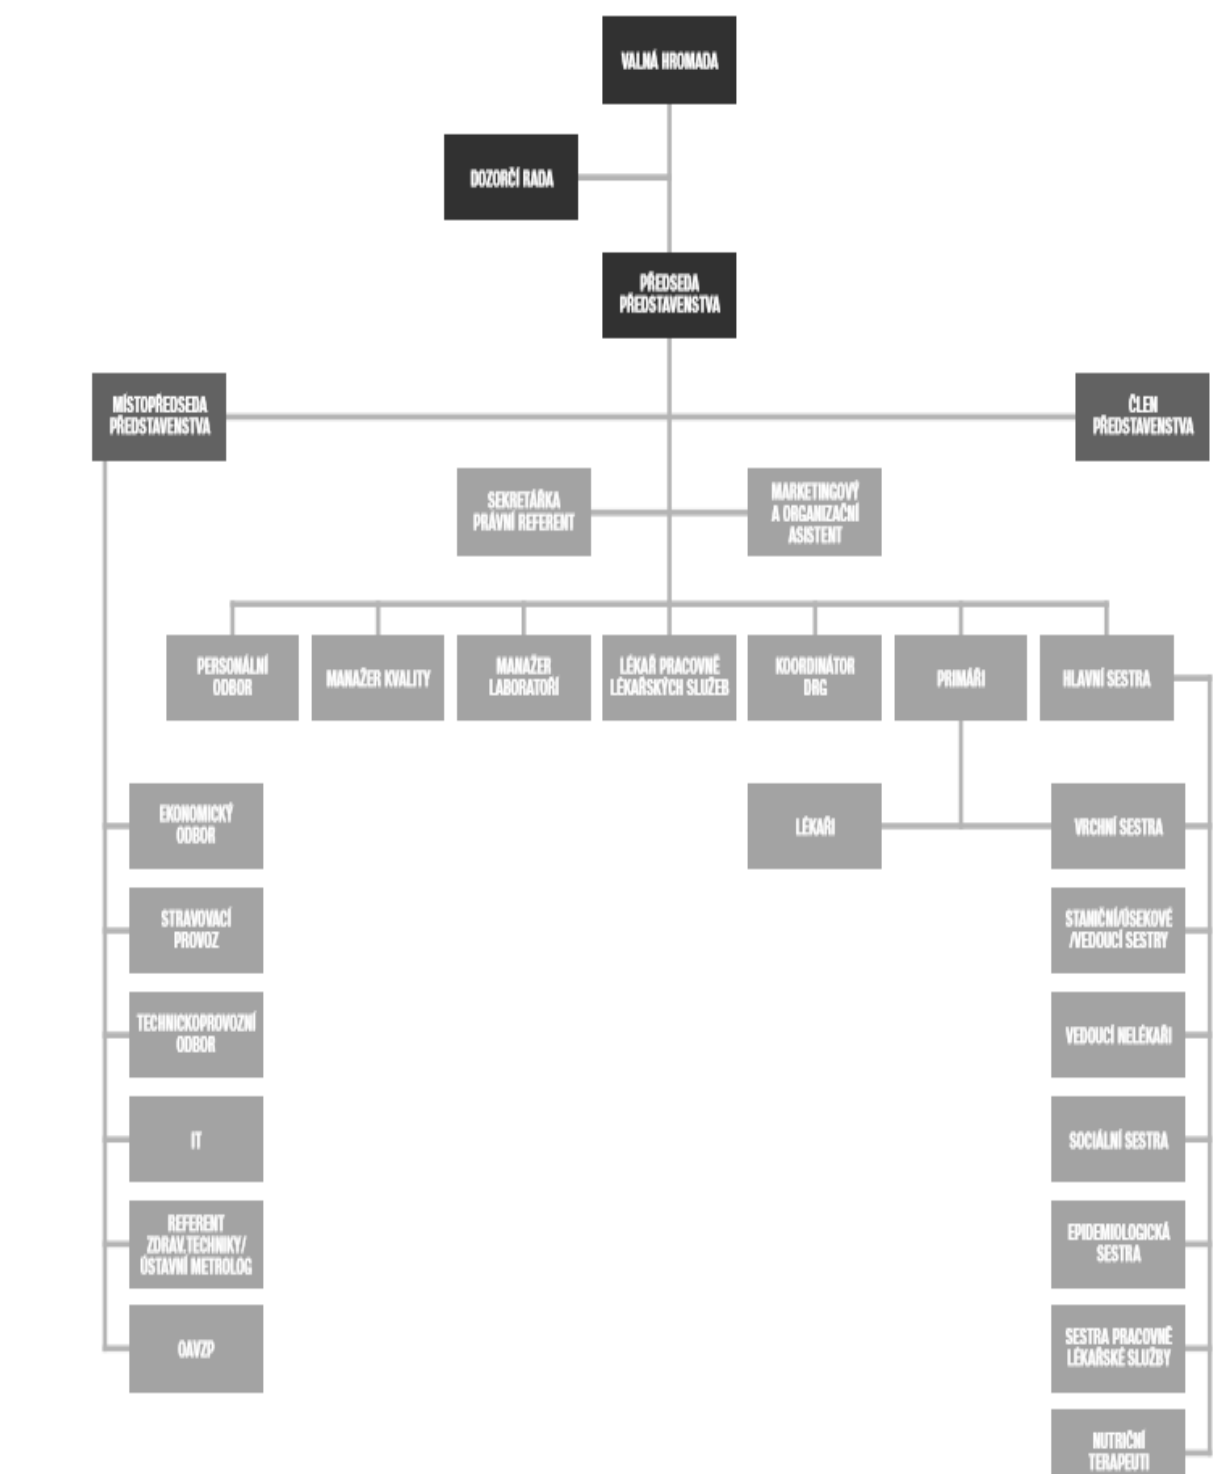 VALNÁ HROMADA
DOZORČÍ RADA
PŘEDSEDA
PŘEDSTAVENSTVA
MÍSTOPŘEDSEDA
PŘEDSTAVENSTVA
ČLEN
PŘEDSTAVENSTVA
SEKRETÁŘKA
PRÁVNÍ REFERENT
MARKETINGOVÝ
A ORGANIZAČNÍ
ASISTENT
PERSONÁLNÍ
ODBOR
MANAŽER KVALITY
MANAŽER
LABORATOŘÍ
LÉKAŘ PRACOVNĚ
LÉKAŘSKÝCH SLUŽEB
KOORDINÁTOR
DRG
PRIMÁŘI
HLAVNÍ SESTRA
EKONOMICKÝ
ODBOR
LÉKAŘI
VRCHNÍ SESTRA
STRAVOVACÍ
PROVOZ
STANIČNÍ/ÚSEKOVÉ
/VEDOUCÍ SESTRY
TECHNICKOPROVOZNÍ
ODBOR
VEDOUCÍ NELÉKAŘI
IT
SOCIÁLNÍ SESTRA
REFERENT
ZDRAV.TECHNIKY/
ÚSTAVNÍ METROLOG
EPIDEMIOLOGICKÁ
SESTRA
OAVZP
SESTRA PRACOVNĚ
LÉKAŘSKÉ SLUŽBY
NUTRIČNÍ
TERAPEUTI